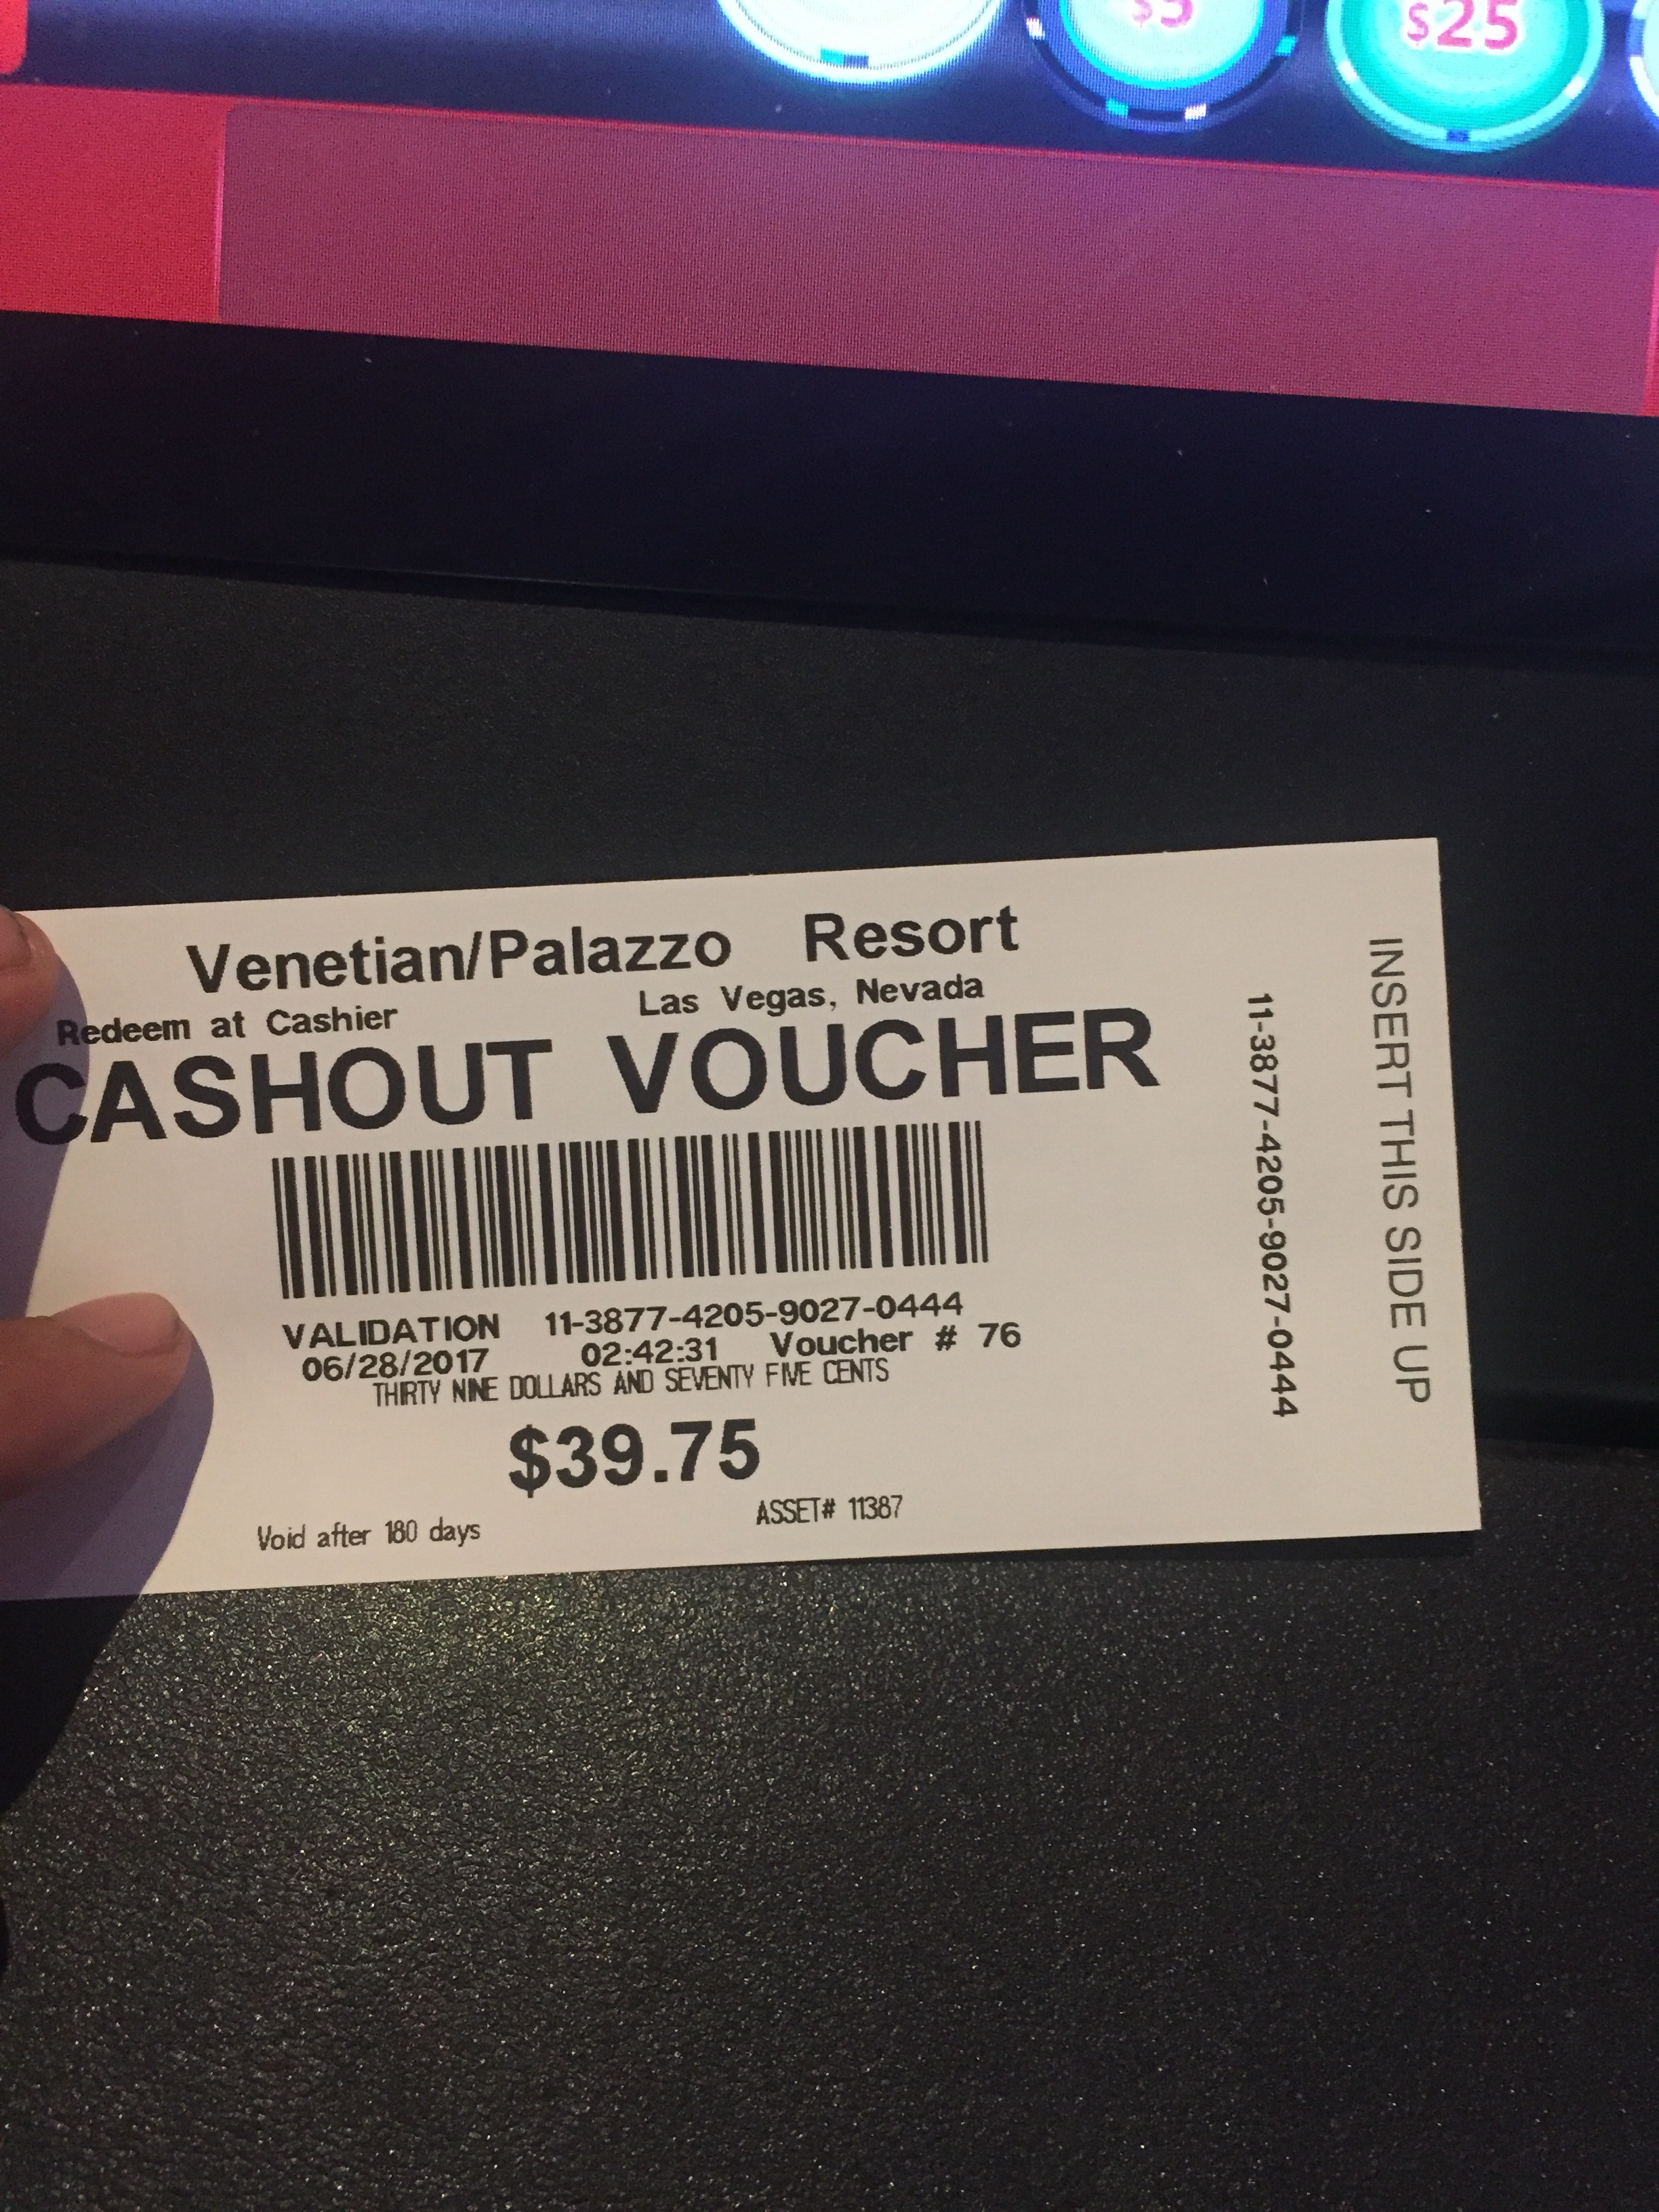 $5
$25
Venetian/Palazzo Resort
Redeem at Cashier Las Vegas, Nevada
CASHOUT VOUCHER
VALIDATION 11-3877-4205-9027-0444
06/28/2017 02:42:31 Voucher # 76
THIRTY NINE DOLLARS AND SEVENTY FIVE CENTS
$39.75
Void after 180 days ASSET# 11387
11-3877-4205-9027-0444
INSERT THIS SIDE UP